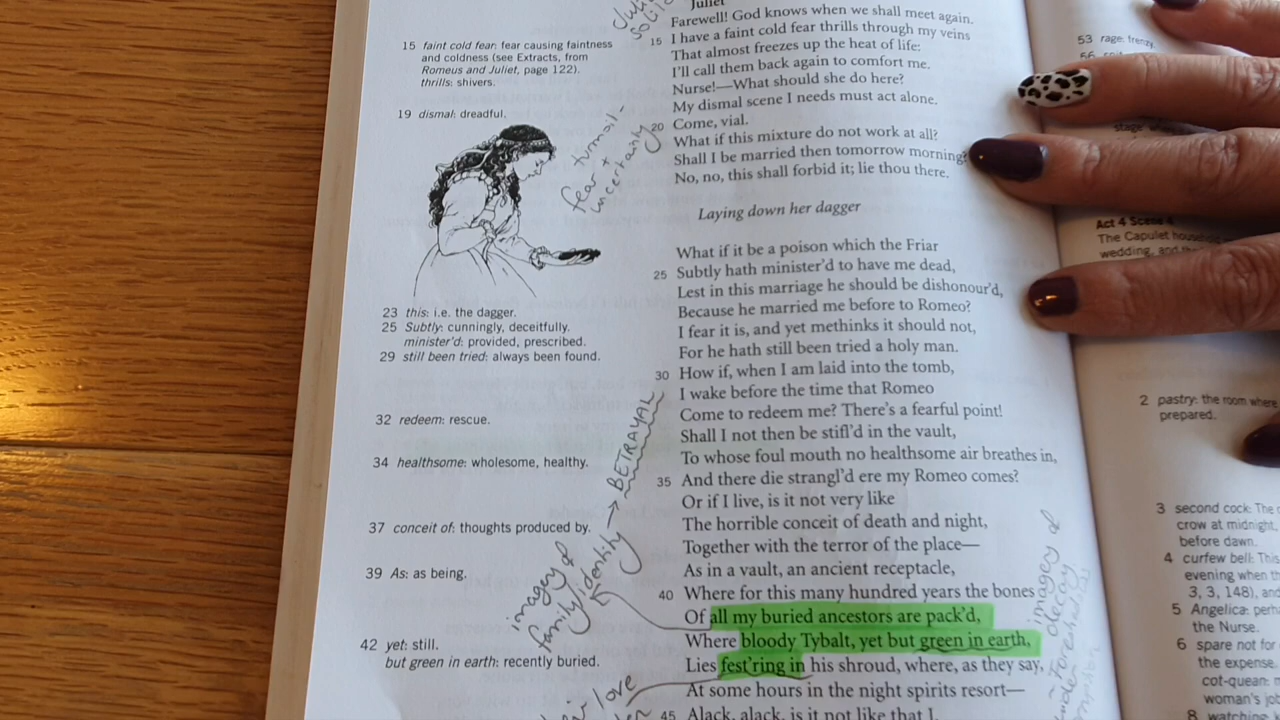 Juliet
Farewell! God knows when we shall meet again.
15 I have a faint cold fear thrills through my veins
That almost freezes up the heat of life:
I'll call them back again to comfort me.
Nurse!—What should she do here?
My dismal scene I needs must act alone.
20 Come, vial.
What if this mixture do not work at all?
Shall I be married then tomorrow morning?
No, no, this shall forbid it; lie thou there.
Laying down her dagger
What if it be a poison which the Friar
25 Subtly hath minister'd to have me dead,
Lest in this marriage he should be dishonour'd,
Because he married me before to Romeo?
I fear it is, and yet methinks it should not,
For he hath still been tried a holy man.
30 How if, when I am laid into the tomb,
I wake before the time that Romeo
Come to redeem me? There's a fearful point!
Shall I not then be stifl'd in the vault,
To whose foul mouth no healthsome air breathes in,
35 And there die strangl'd ere my Romeo comes?
Or if I live, is it not very like
The horrible conceit of death and night,
Together with the terror of the place—
As in a vault, an ancient receptacle,
40 Where for this many hundred years the bones
Of all my buried ancestors are pack'd,
Where bloody Tybalt, yet but green in earth,
Lies fest'ring in his shroud, where, as they say,
At some hours in the night spirits resort—
45 Alack, alack, is it not like that I,
15 faint cold fear: fear causing faintness
and coldness (see Extracts, from
Romeus and Juliet, page 122).
thrills: shivers.
19 dismal: dreadful.
23 this: i.e. the dagger.
25 Subtly: cunningly, deceitfully.
minister'd: provided, prescribed.
29 still been tried: always been found.
32 redeem: rescue.
34 healthsome: wholesome, healthy.
37 conceit of: thoughts produced by.
39 As: as being.
42 yet: still.
but green in earth: recently buried.
fear turmoil -
+
uncertainty
BETRAYAL
imagery of
family identity
imagery of
decay
love
53 rage: frenzy.
56
stage
Act 4 Scene 4
The Capulet
wedding, and
2 pastry: the room where
prepared.
3 second cock: The
crow at midnight
before dawn.
4 curfew bell:
evening when
3, 3, 148),
5 Angelica:
the Nurse.
6 spare not for
the expense.
cot-quean:
woman's
8